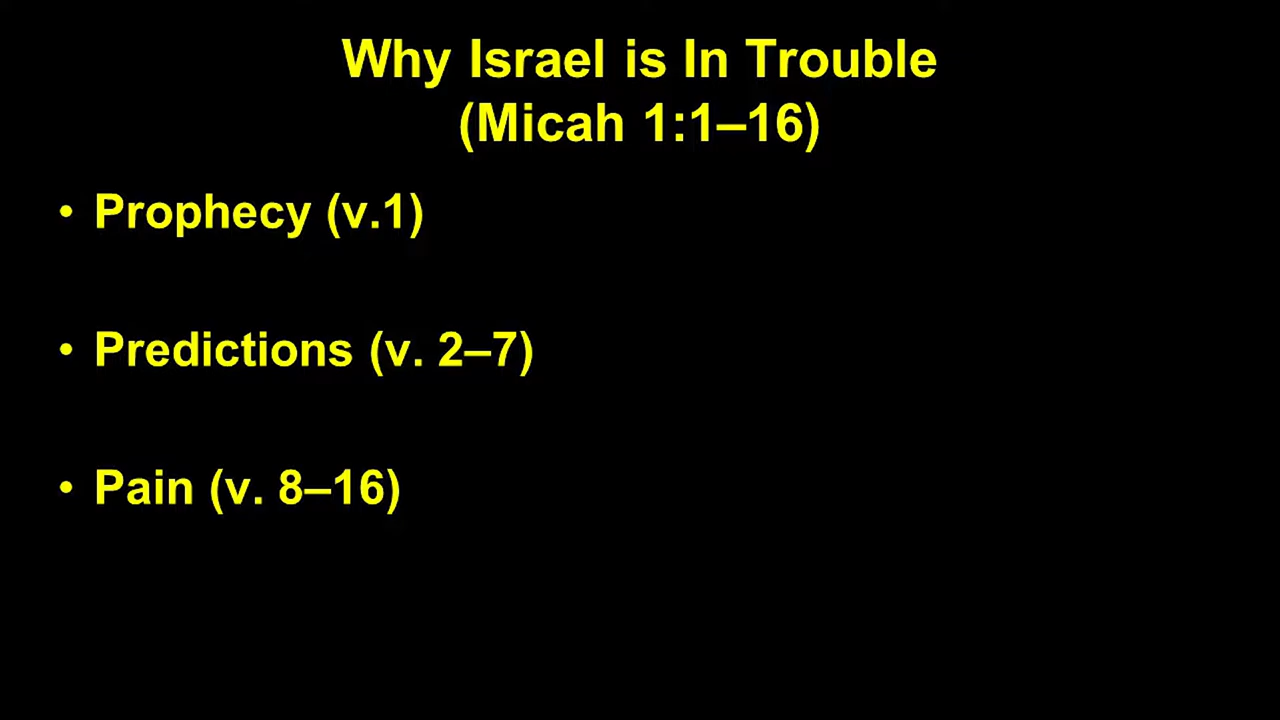 Why Israel is In Trouble
(Micah 1:1–16)
• Prophecy (v.1)
• Predictions (v. 2–7)
• Pain (v. 8–16)